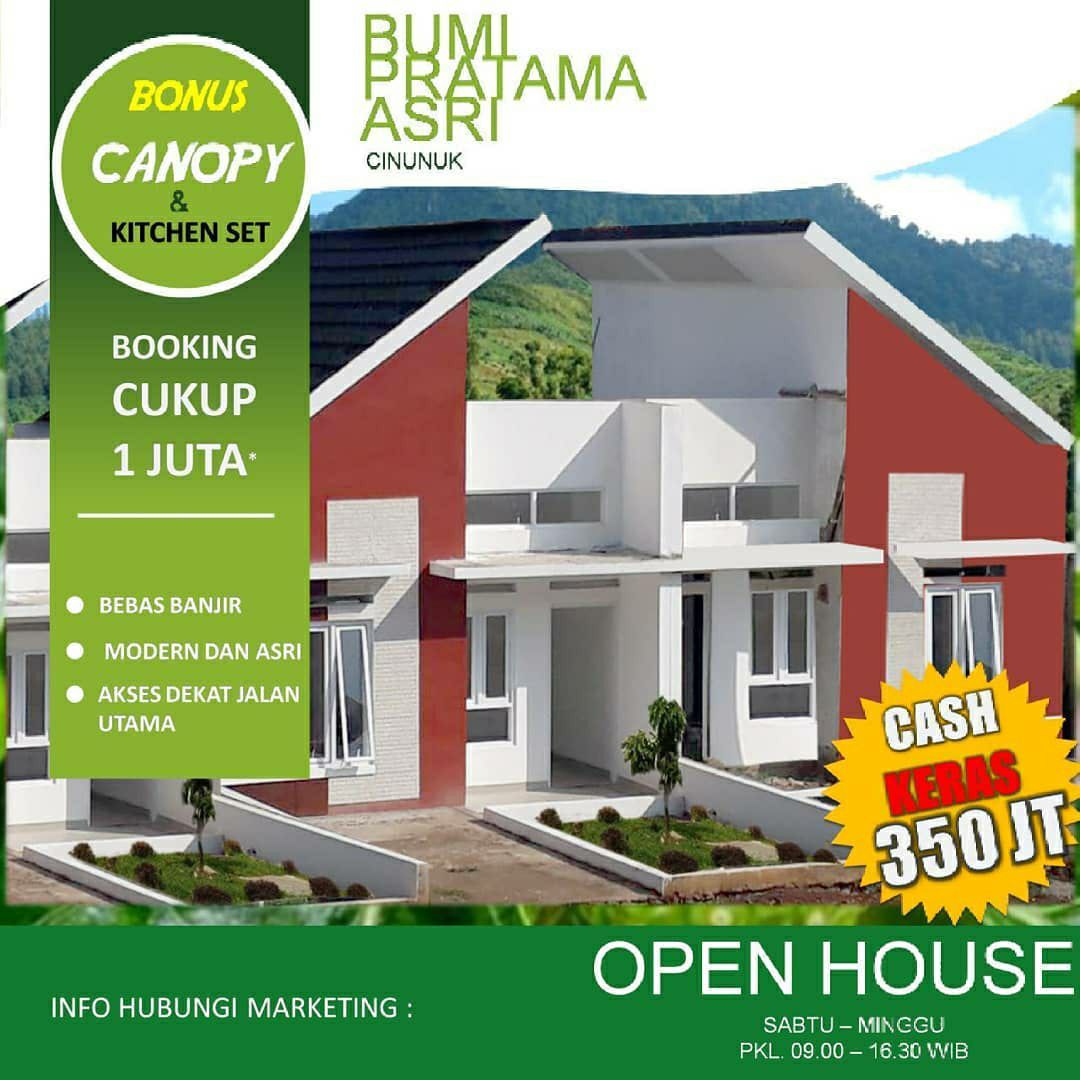 BONUS
CANOPY
&
KITCHEN SET
BOOKING
CUKUP
1 JUTA*
● BEBAS BANJIR
● MODERN DAN ASRI
● AKSES DEKAT JALAN
UTAMA
BUMI
PRATAMA
ASRI
CINUNUK
CASH
KERAS
350 JT
INFO HUBUNGI MARKETING :
OPEN HOUSE
SABTU – MINGGU
PKL. 09.00 – 16.30 WIB